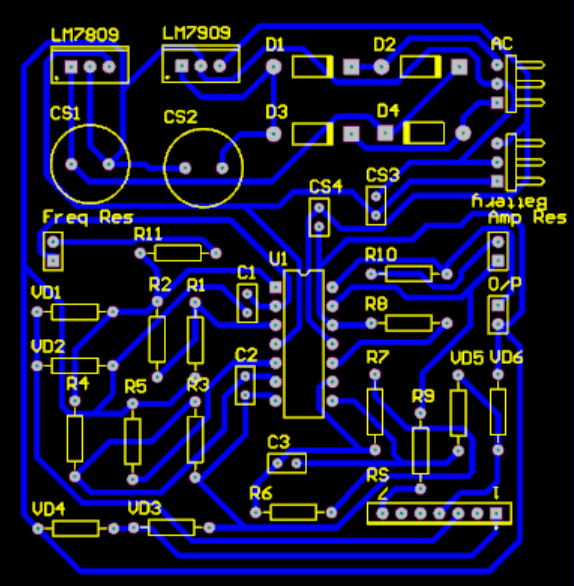 LM7809 LM7909
D1 D2 AC
CS1 CS2 D3 D4
CS4 CS3 Battery
Freq Res Amp Res
R11 U1 R10
VD1 R2 R1 C1 R8 O/P
VD2 C2 R7 VD5 VD6
R4 R5 R3 R9
C3 RS
R6 2 1
VD4 VD3